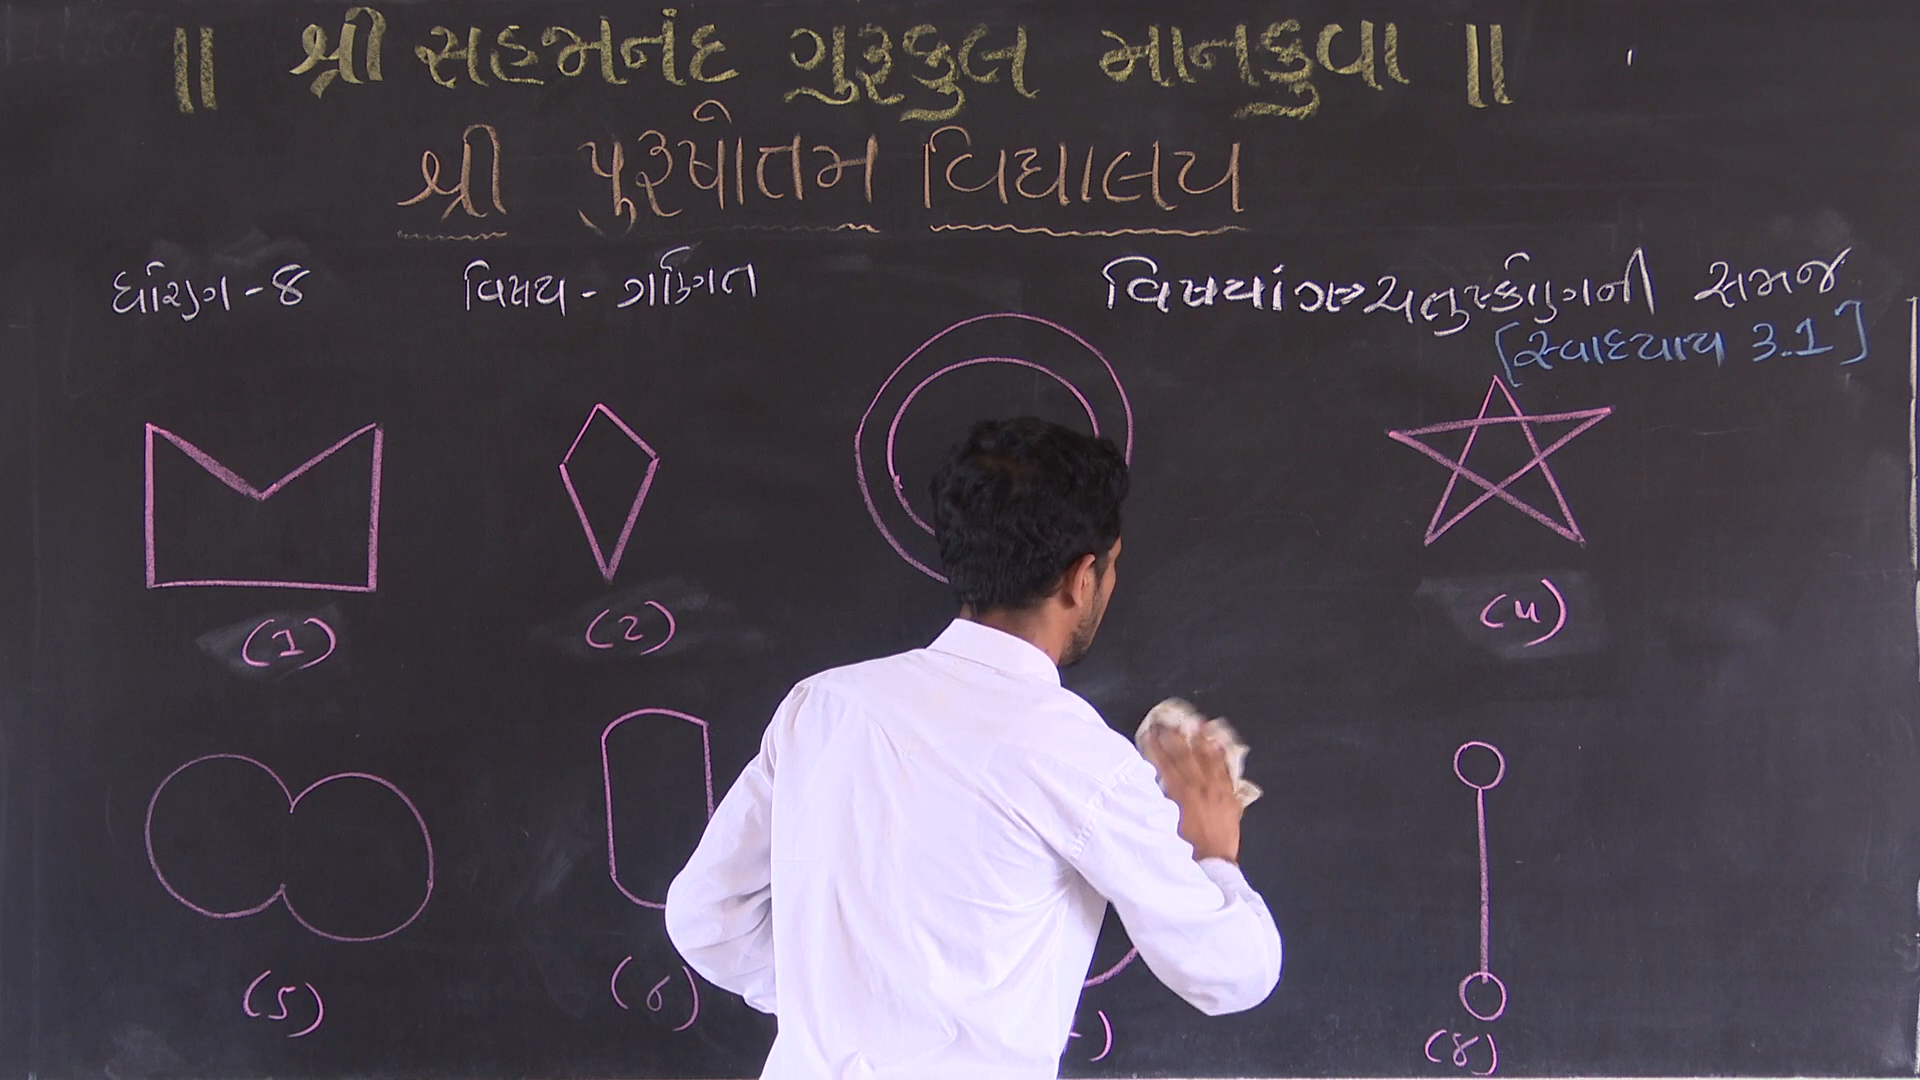 ॥ શ્રી સહજાનંદ ગુરૂકુલ માનકુવા ॥
શ્રી પુરૂષોતમ વિદ્યાલય
ધોરણ - 8 વિષય - ગણિત વિષયાંગ ચતુષ્કોણની સમજ
[સ્વાધ્યાય 3.1]
(1) (2) (4)
(5) (6) (8)